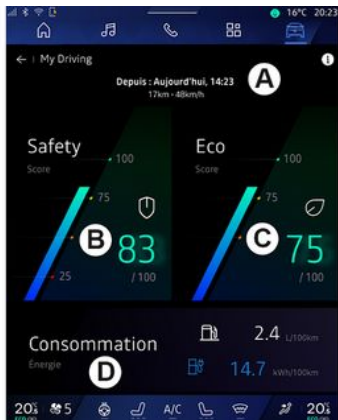 16°C 20:23
← My Driving
Depuis : Aujourd'hui, 14:23
17km • 48km/h
A
Safety
Score
100
75
B
83
25
/100
Eco
Score
100
75
C
75
/100
Consommation
Énergie
D
2.4 L/100km
14.7 kWh/100km
20.5
5
A/C
20.5